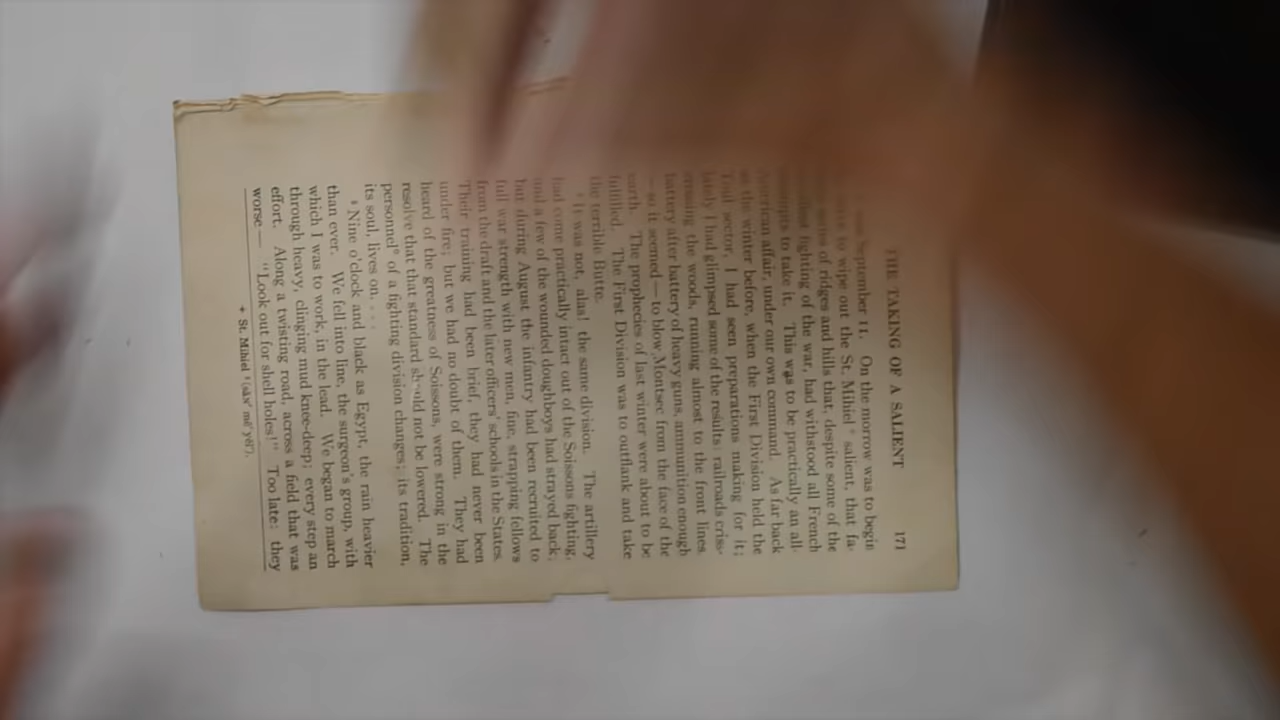 THE TAKING OF A SALIENT 171
September 11. On the morrow was to begin
to wipe out the St. Mihiel * salient, that fa-
of ridges and hills that, despite some of the
fighting of the war, had withstood all French
to take it. This was to be practically an all-
American affair, under our own command. As far back
as the winter before, when the First Division held the
Toul sector, I had seen preparations making for it;
lately I had glimpsed some of the results: railroads criss-
crossing the woods, running almost to the front lines.
battery after battery of heavy guns, ammunition enough
— so it seemed — to blow Montsec from the face of the
earth. The prophecies of last winter were about to be
fulfilled. The First Division was to outflank and take
the terrible Butte.
It was not, alas! the same division. The artillery
had come practically intact out of the Soissons fighting,
and a few of the wounded doughboys had strayed back;
but during August the infantry had been recruited to
full war strength with new men, fine, strapping fellows
from the draft and the later officers' schools in the States.
Their training had been brief, they had never been
under fire; but we had no doubt of them. They had
heard of the greatness of Soissons, were strong in the
resolve that that standard should not be lowered. The
personnel° of a fighting division changes; its tradition,
its soul, lives on. . . .
Nine o'clock and black as Egypt, the rain heavier
than ever. We fell into line, the surgeon's group, with
which I was to work, in the lead. We began to march
through heavy, clinging mud knee-deep; every step an
effort. Along a twisting road, across a field that was
worse — "Look out for shell holes!" Too late: they
St. Mihiel